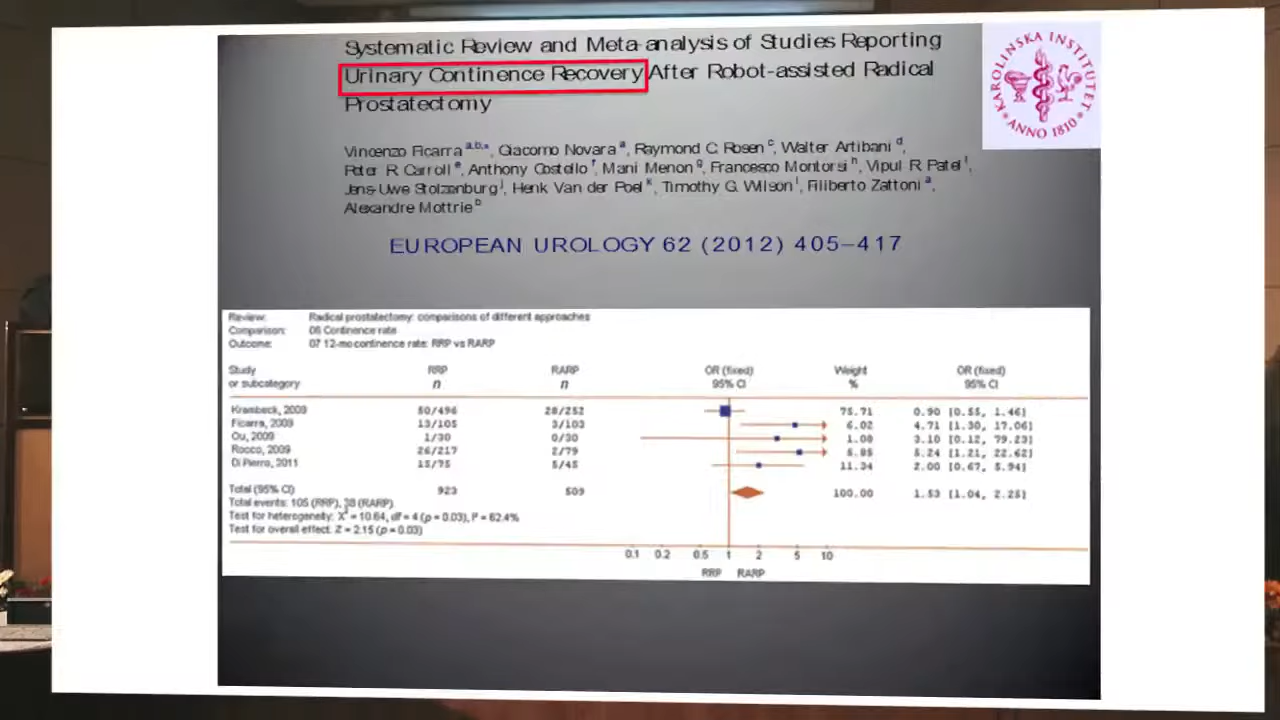 Systematic Review and Meta-analysis of Studies Reporting
Urinary Continence Recovery After Robot-assisted Radical
Prostatectomy
KAROLINSKA INSTITUTET
ANNO 1810
Vincenzo Ficarra a,b,*, Giacomo Novara a, Raymond C. Rosen c, Walter Artibani d,
Peter R. Carroll e, Anthony Costello f, Mani Menon g, Francesco Montorsi h, Vipul R. Patel i,
Jens-Uwe Stolzenburg j, Henk Van der Poel k, Timothy G. Wilson l, Filiberto Zattoni a,
Alexandre Mottrie b
EUROPEAN UROLOGY 62 (2012) 405–417
Review: Radical prostatectomy: comparisons of different approaches
Comparison: 06 Continence rate
Outcome: 07 12-mo continence rate: RRP vs RARP
Study RRP RARP OR (fixed) Weight OR (fixed)
or subcategory n n 95% CI % 95% CI
Krambeck, 2009 50/496 28/252 75.71 0.90 [0.55, 1.46]
Ficarra, 2009 13/105 3/103 6.02 4.71 [1.30, 17.06]
Ou, 2009 1/30 0/30 1.08 3.10 [0.12, 79.23]
Rocco, 2009 26/217 2/79 5.85 5.24 [1.21, 22.62]
Di Pierro, 2011 15/75 5/45 11.34 2.00 [0.67, 5.94]
Total (95% CI) 923 509 100.00 1.53 [1.04, 2.25]
Total events: 105 (RRP), 38 (RARP)
Test for heterogeneity: X² = 10.64, df = 4 (p = 0.03), I² = 62.4%
Test for overall effect: Z = 2.15 (p = 0.03)
0.1 0.2 0.5 1 2 5 10
RRP RARP